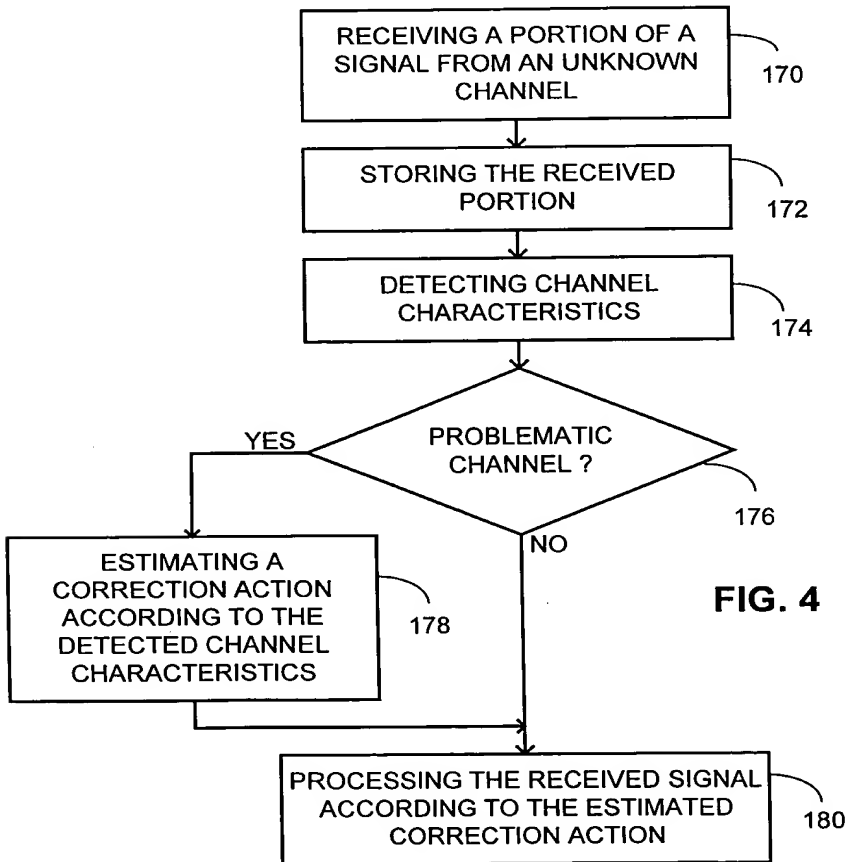 RECEIVING A PORTION OF A
SIGNAL FROM AN UNKNOWN
CHANNEL
170
STORING THE RECEIVED
PORTION
172
DETECTING CHANNEL
CHARACTERISTICS
174
PROBLEMATIC
CHANNEL ?
176
YES
NO
ESTIMATING A
CORRECTION ACTION
ACCORDING TO THE
DETECTED CHANNEL
CHARACTERISTICS
178
FIG. 4
PROCESSING THE RECEIVED SIGNAL
ACCORDING TO THE ESTIMATED
CORRECTION ACTION
180